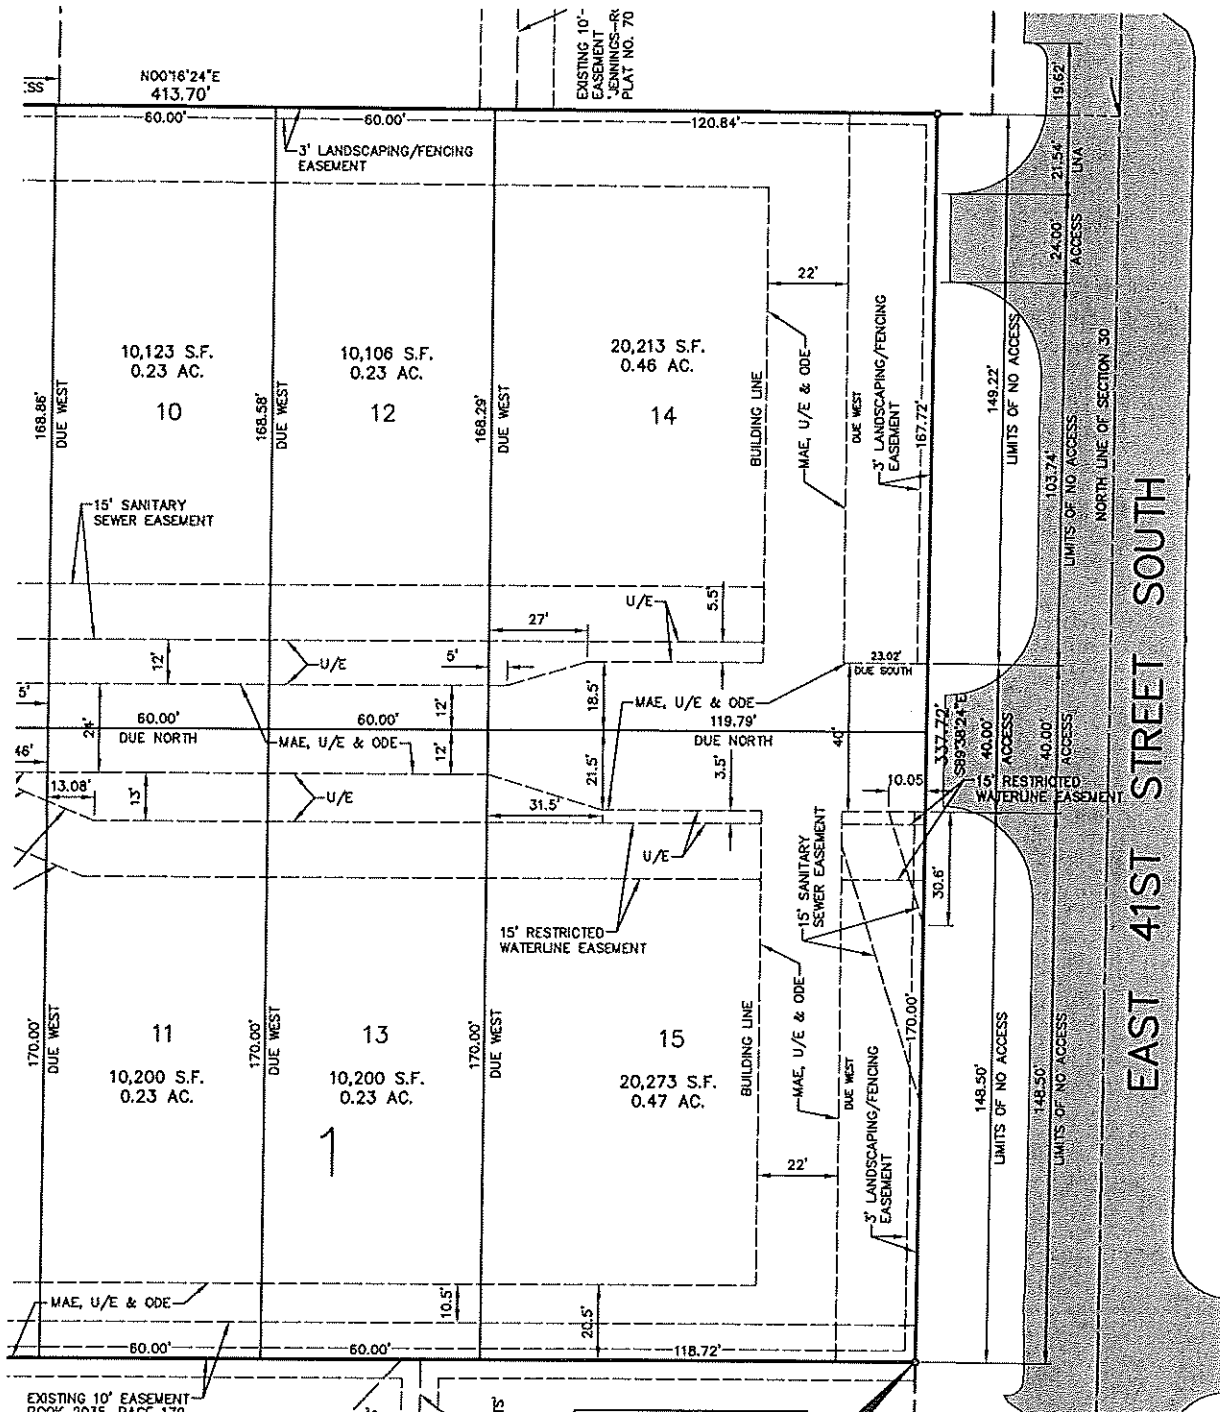 EXISTING 10'
EASEMENT
"JENNINGS-R
PLAT NO. 70
N00°16'24"E
413.70'
60.00'
60.00'
120.84'
3' LANDSCAPING/FENCING
EASEMENT
19.62'
21.54'
LNA
24.00'
ACCESS
22'
10,123 S.F.
0.23 AC.
10
10,106 S.F.
0.23 AC.
12
20,213 S.F.
0.46 AC.
14
168.86'
DUE WEST
168.58'
DUE WEST
168.29'
DUE WEST
BUILDING LINE
MAE, U/E & ODE
DUE WEST
3' LANDSCAPING/FENCING
EASEMENT
167.72'
149.22'
LIMITS OF NO ACCESS
103.74'
LIMITS OF NO ACCESS
NORTH LINE OF SECTION 30
EAST 41ST STREET SOUTH
15' SANITARY
SEWER EASEMENT
U/E
5.5'
27'
12'
U/E
5'
23.02'
DUE SOUTH
5'
24'
60.00'
DUE NORTH
60.00'
12'
12'
18.5'
MAE, U/E & ODE
119.79'
DUE NORTH
MAE, U/E & ODE
40'
337.72'
S89°38'24"E
40.00'
ACCESS
40.00'
ACCESS
46'
13.08'
13'
U/E
21.5'
31.5'
3.5'
10.05
15' RESTRICTED
WATERLINE EASEMENT
U/E
15' SANITARY
SEWER EASEMENT
30.6'
15' RESTRICTED
WATERLINE EASEMENT
170.00'
DUE WEST
170.00'
DUE WEST
170.00'
DUE WEST
11
10,200 S.F.
0.23 AC.
13
10,200 S.F.
0.23 AC.
15
20,273 S.F.
0.47 AC.
1
BUILDING LINE
MAE, U/E & ODE
DUE WEST
22'
170.00'
3' LANDSCAPING/FENCING
EASEMENT
148.50'
LIMITS OF NO ACCESS
148.50'
LIMITS OF NO ACCESS
MAE, U/E & ODE
10.5'
20.5'
60.00'
60.00'
118.72'
EXISTING 10' EASEMENT